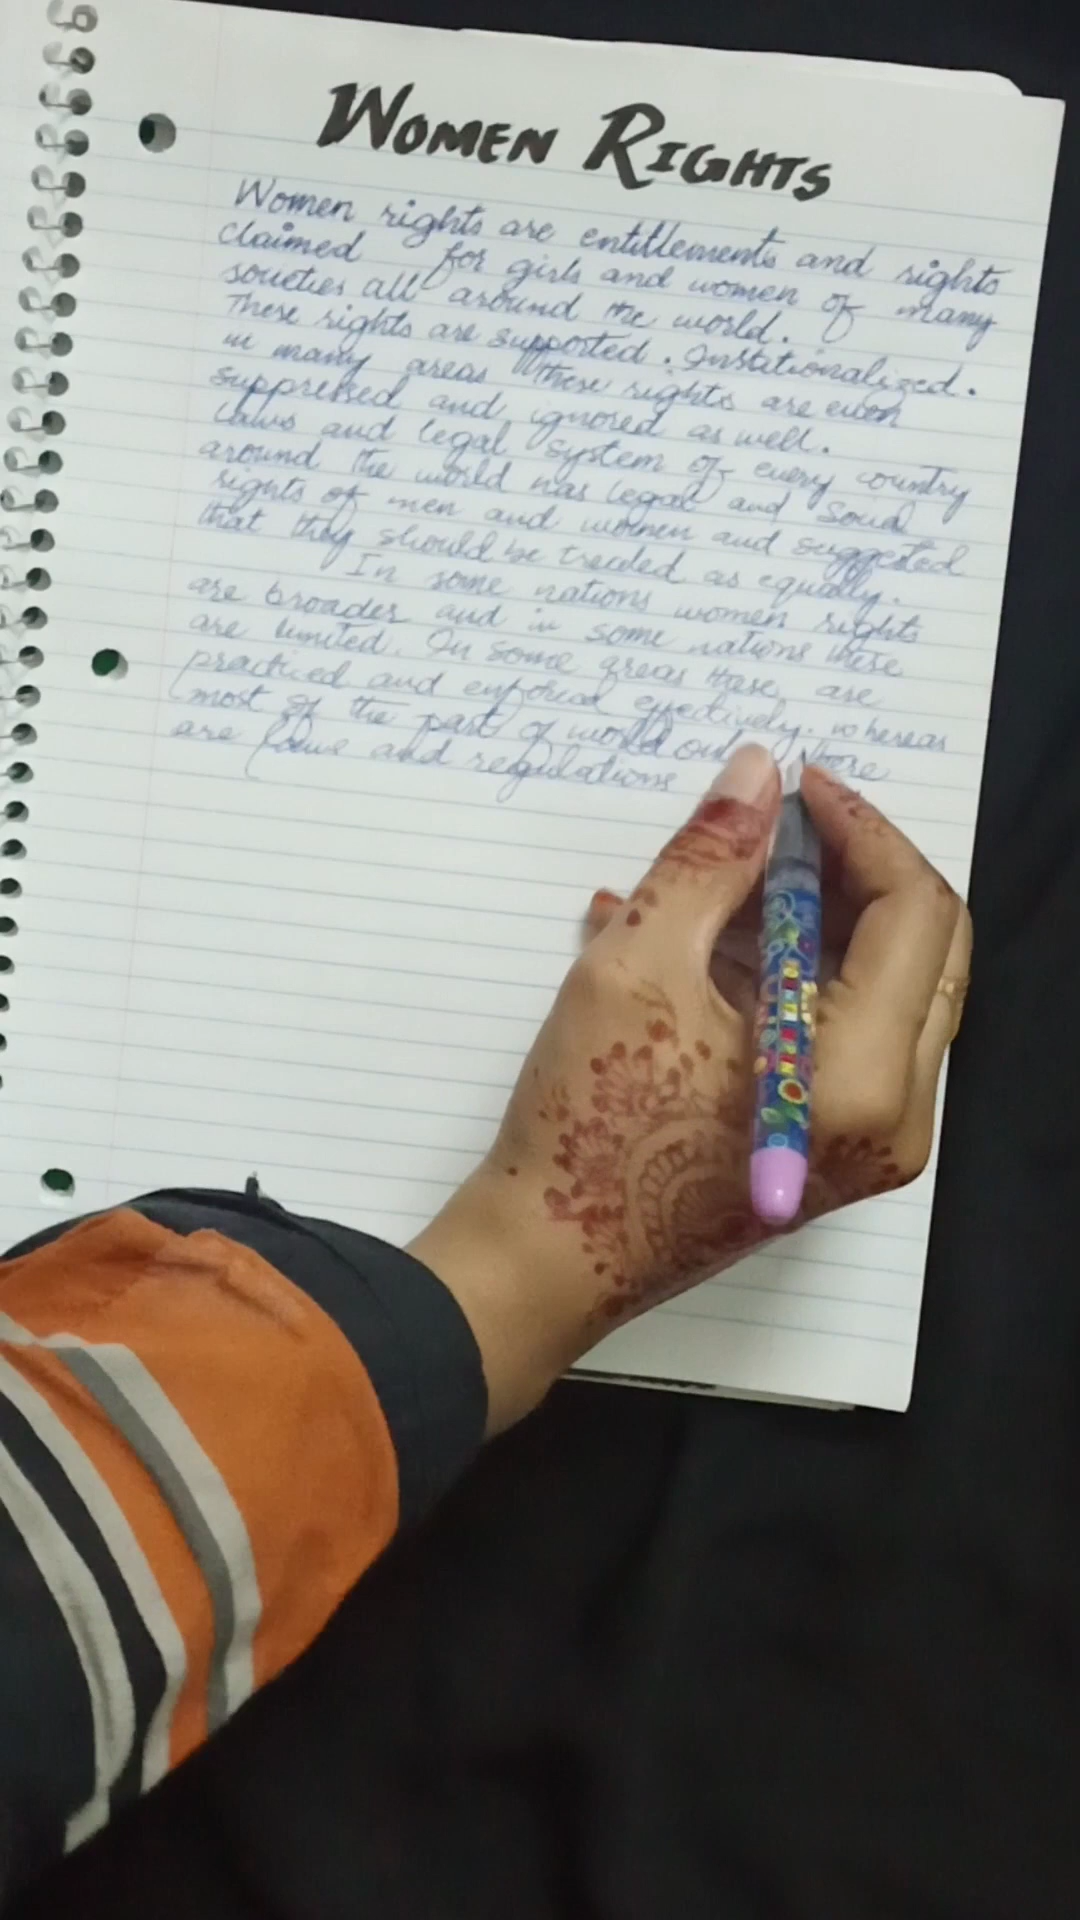 WOMEN RIGHTS
Women rights are entitlements and rights
claimed for girls and women of many
societies all around the world.
These rights are supported. Institionalized.
in many areas these rights are even
suppressed and ignored as well.
Laws and legal system of every country
around the world has legal and Social
rights of men and women and suggested
that they should be treated as equally.
In some nations women rights
are broader and in some nations these
are limited. In some areas these are
practiced and enforced effectively. whereas
most of the part of world only there
are laws and regulations